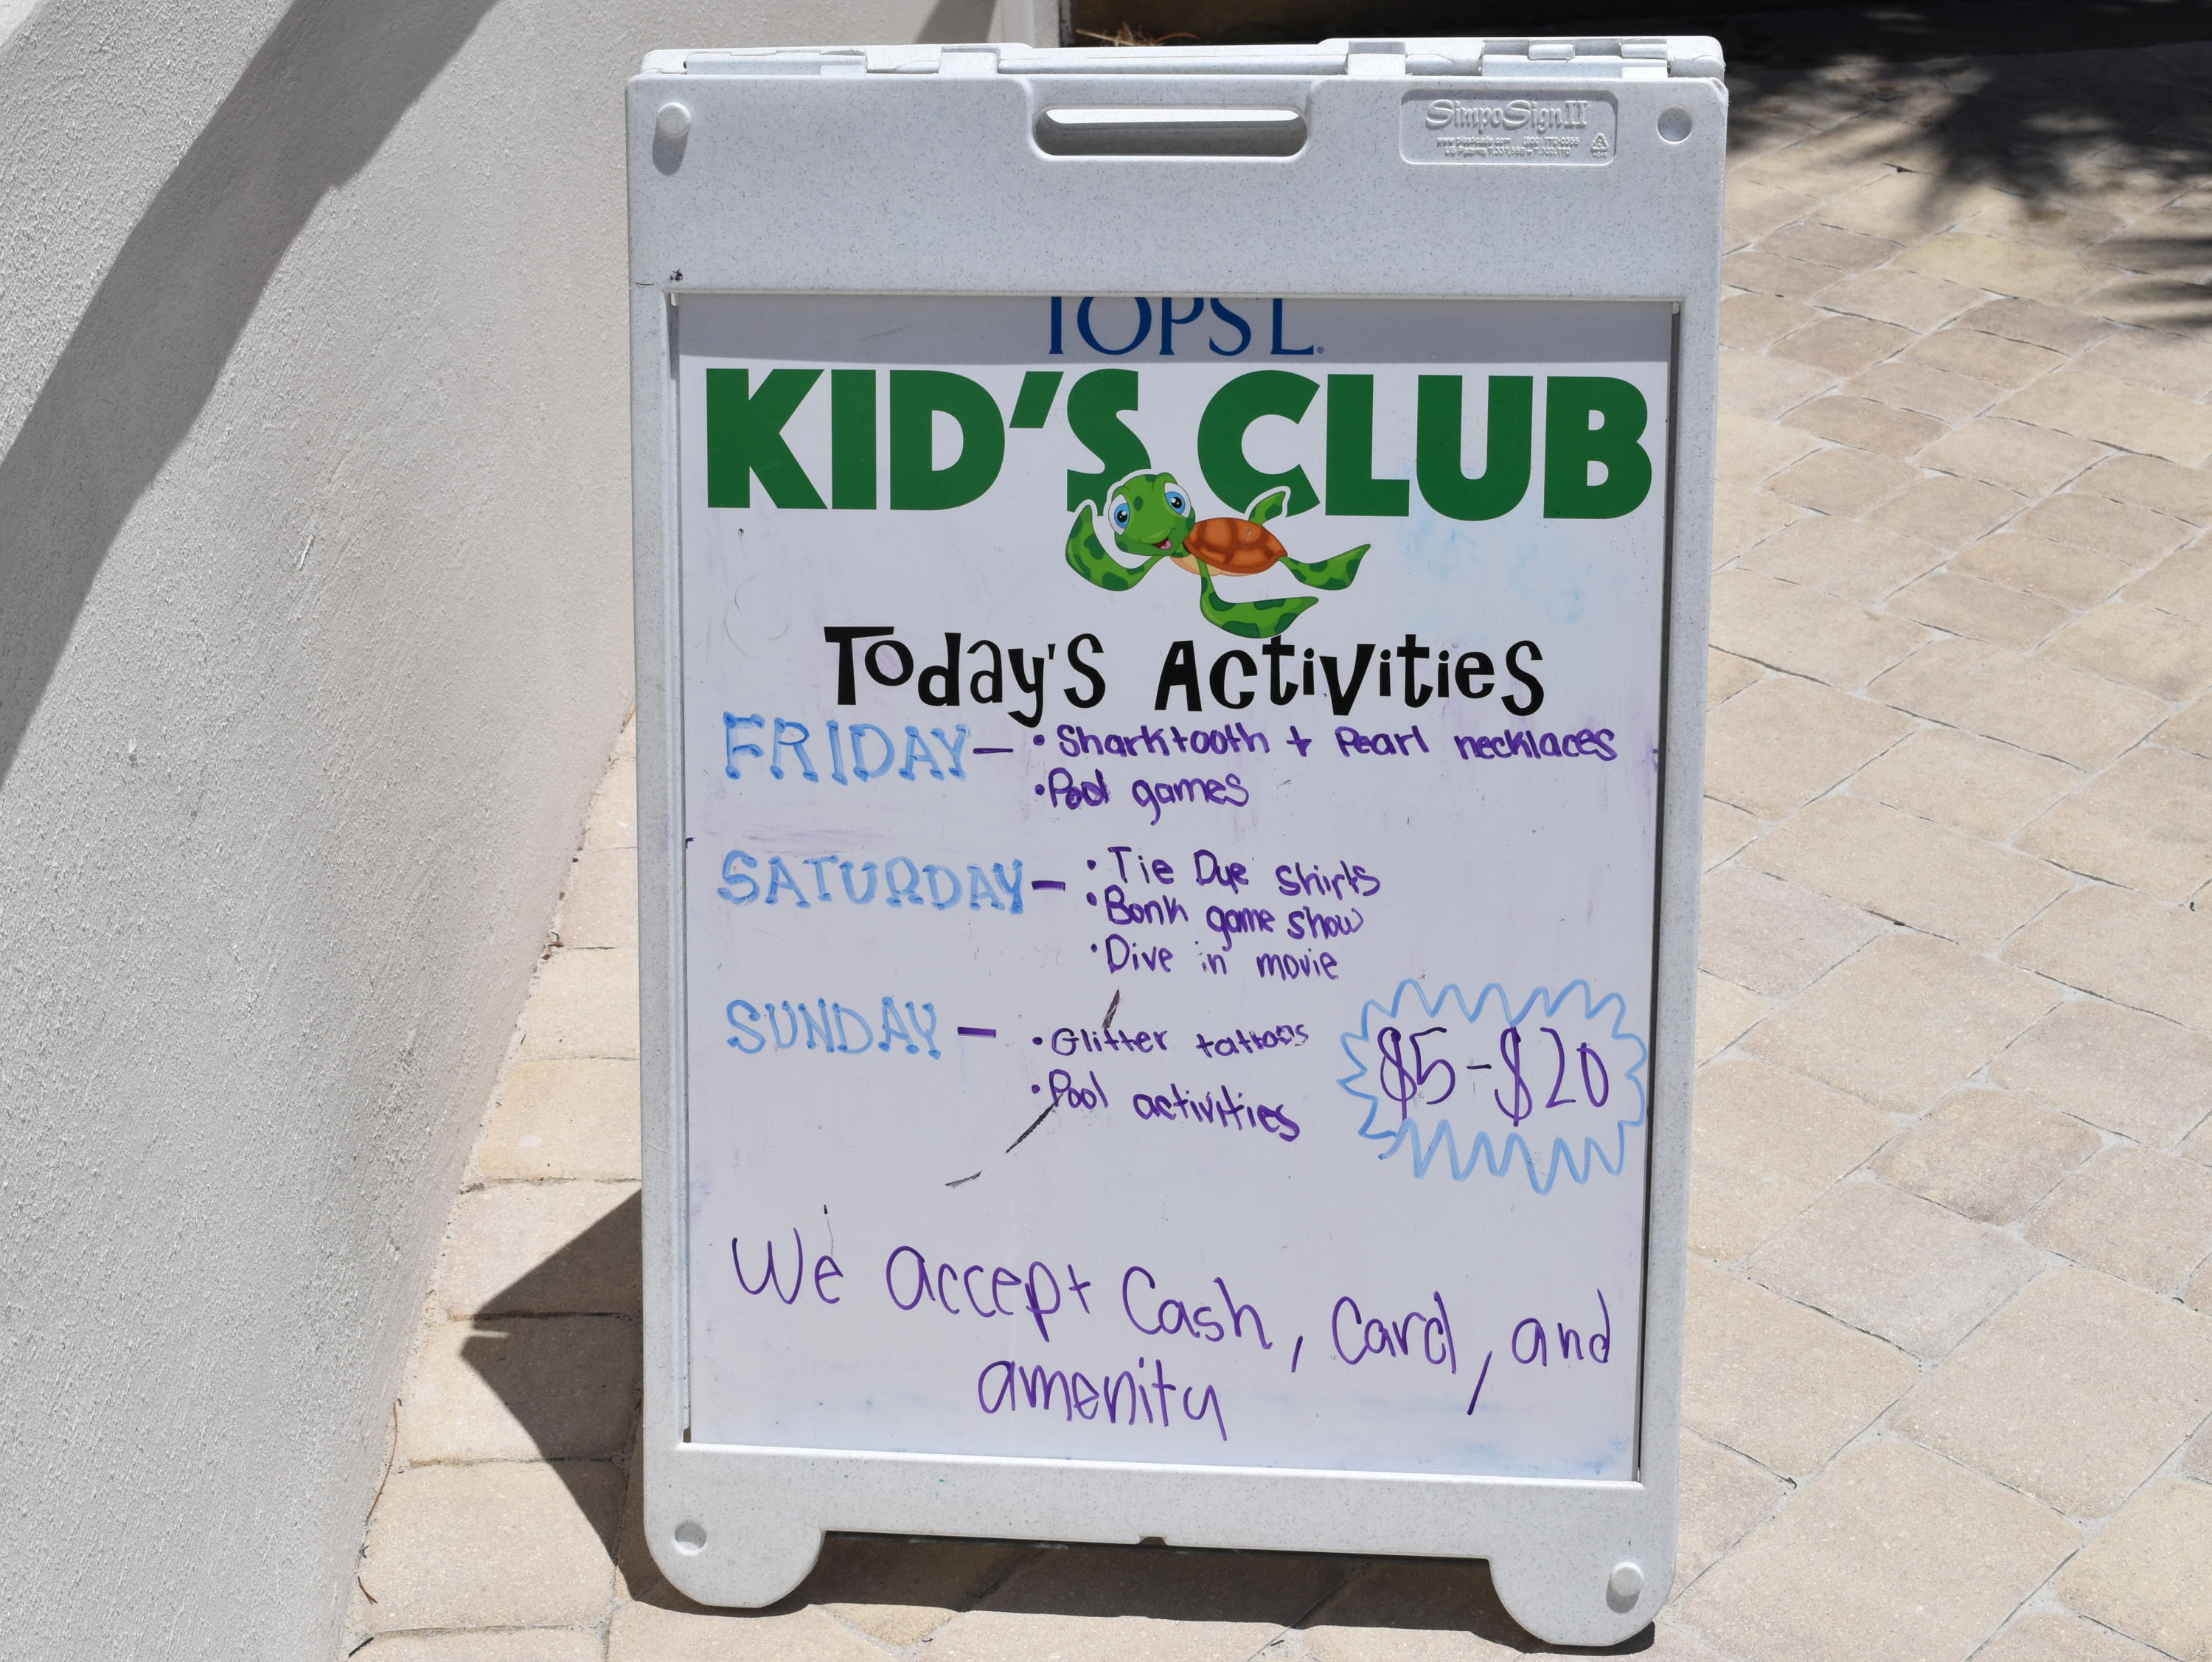 SimpoSign II
TOPS'L®
KID'S CLUB
Today's Activities
FRIDAY — • Sharktooth + Pearl necklaces
• Pool games
SATURDAY — • Tie Dye shirts
• Bonk game show
• Dive in movie
SUNDAY — • Glitter tattoos
• Pool activities
$5-$20
We accept Cash, Card, and
amenity